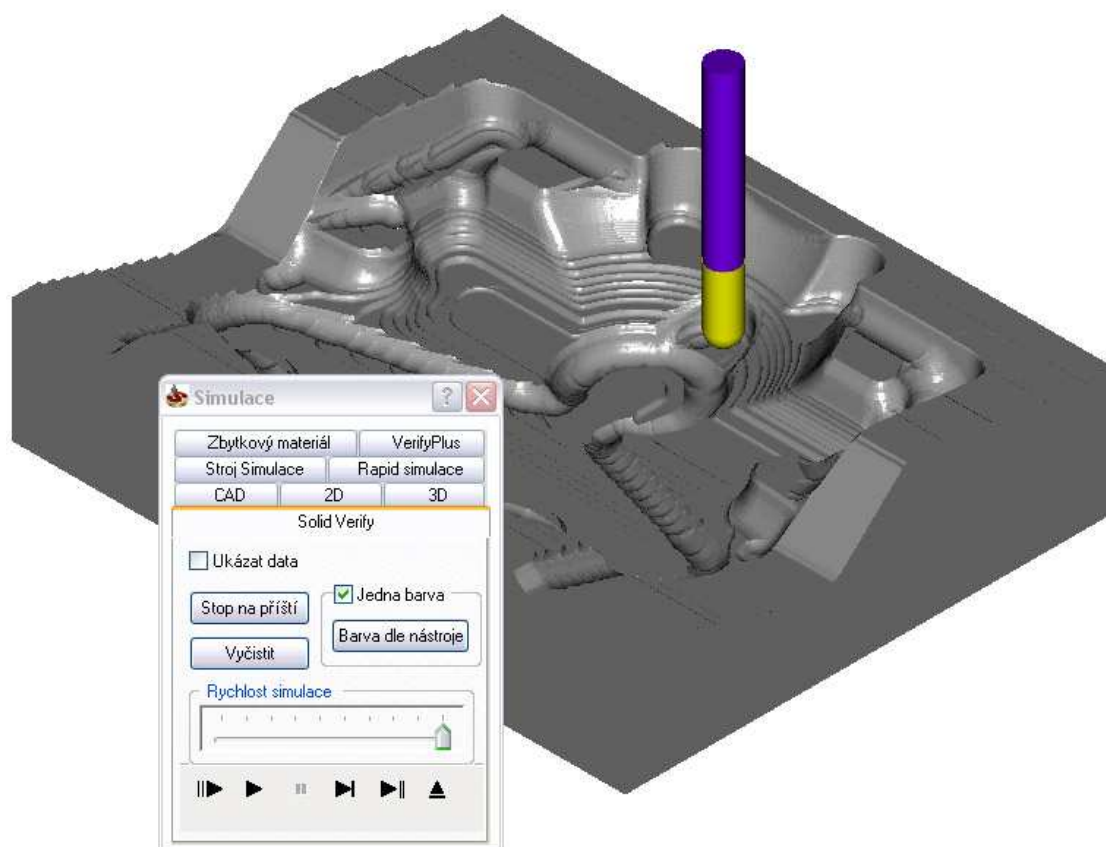 Simulace
Zbytkový materiál VerifyPlus
Stroj Simulace Rapid simulace
CAD 2D 3D
Solid Verify
Ukázat data
Stop na příští
Jedna barva
Vyčistit
Barva dle nástroje
Rychlost simulace